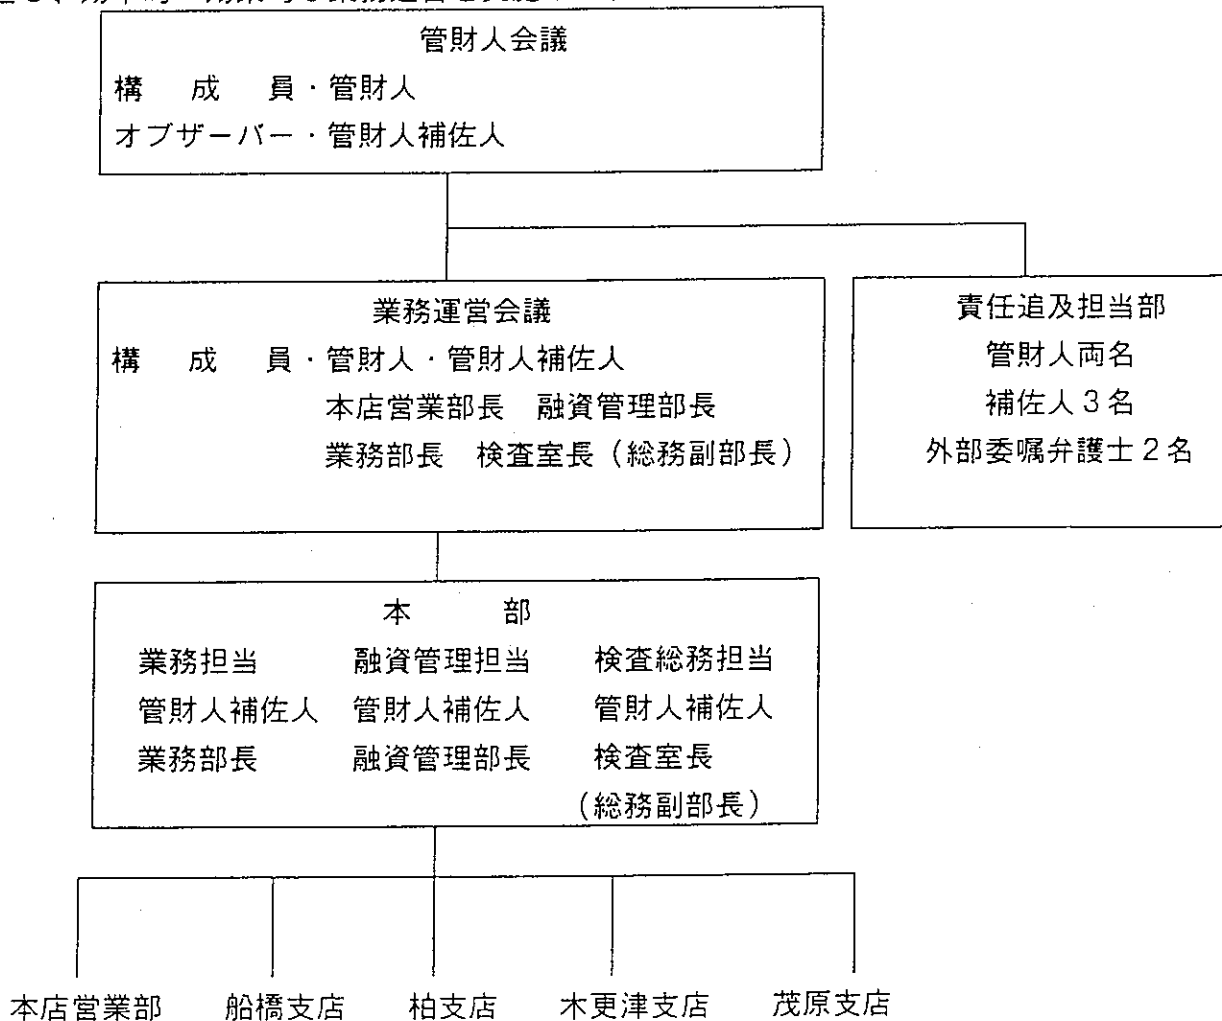 管財人会議
構　成　員・管財人
オブザーバー・管財人補佐人
業務運営会議
構　成　員・管財人・管財人補佐人
本店営業部長　融資管理部長
業務部長　検査室長（総務副部長）
責任追及担当部
管財人両名
補佐人３名
外部委嘱弁護士２名
本　部
業務担当　融資管理担当　検査総務担当
管財人補佐人　管財人補佐人　管財人補佐人
業務部長　融資管理部長　検査室長
（総務副部長）
本店営業部　船橋支店　柏支店　木更津支店　茂原支店